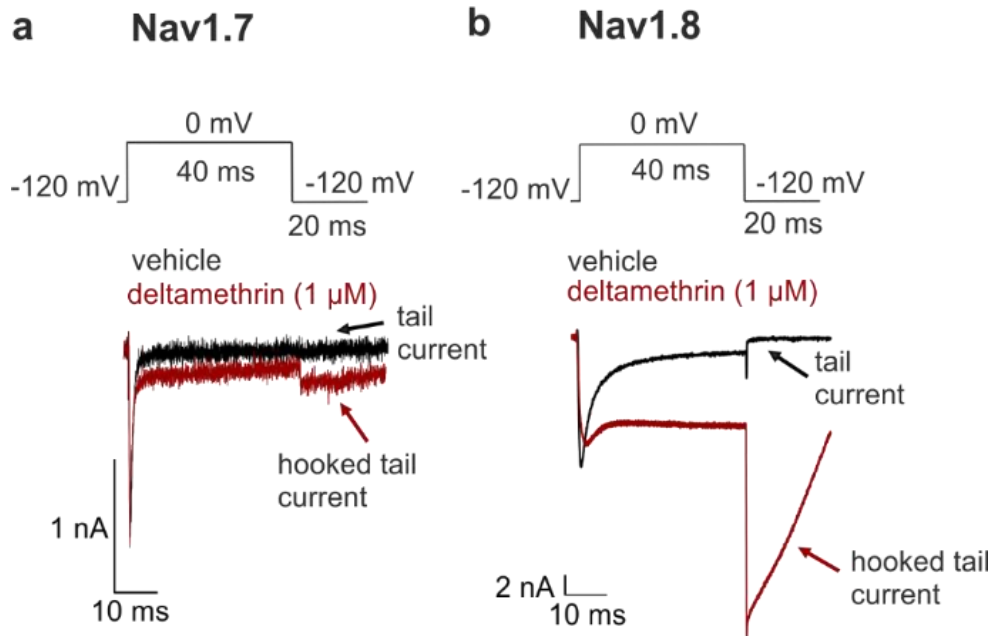 a Nav1.7
0 mV
-120 mV
40 ms
-120 mV
20 ms
vehicle
deltamethrin (1 µM)
tail
current
hooked tail
current
1 nA
10 ms
b Nav1.8
0 mV
-120 mV
40 ms
-120 mV
20 ms
vehicle
deltamethrin (1 µM)
tail
current
hooked tail
current
2 nA
10 ms